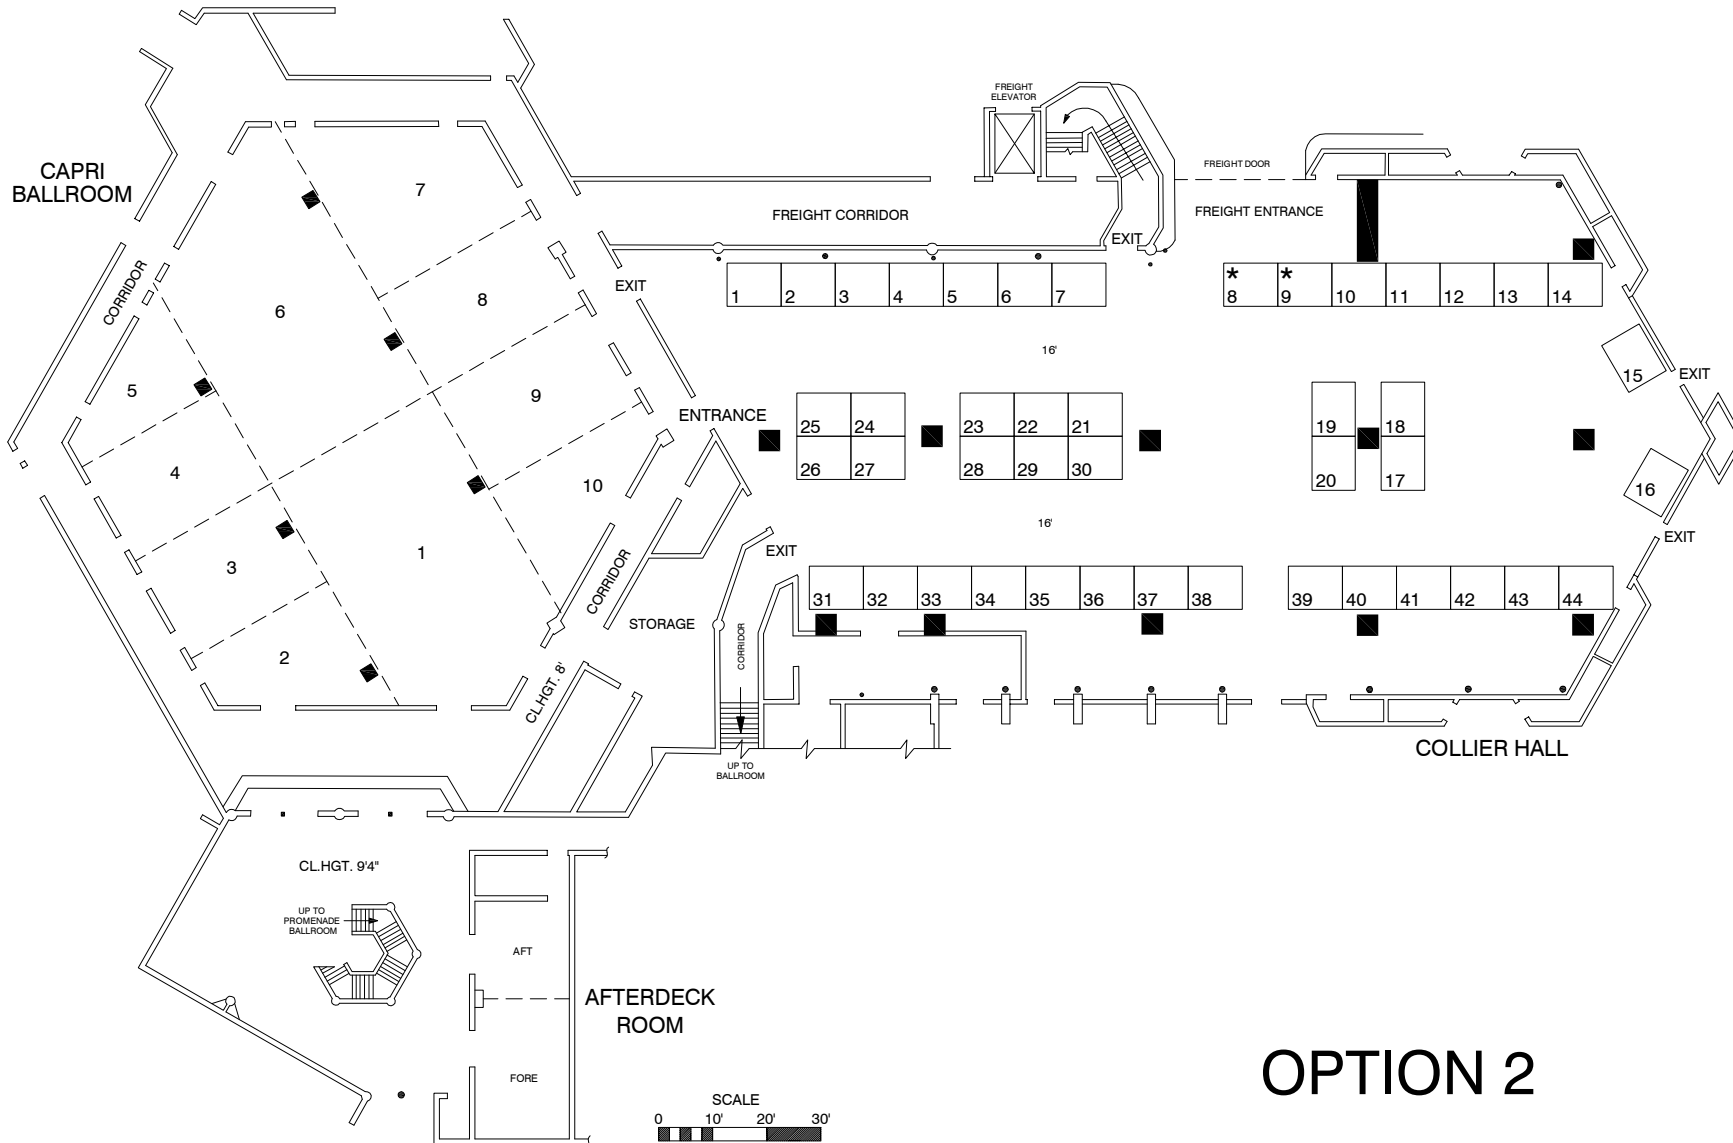 FREIGHT
ELEVATOR
CAPRI
BALLROOM
FREIGHT DOOR
7
FREIGHT CORRIDOR
FREIGHT ENTRANCE
EXIT
CORRIDOR
EXIT
6
8
1 2 3 4 5 6 7
* *
8 9 10 11 12 13 14
16'
15
EXIT
5
9
ENTRANCE
25 24
23 22 21
19 18
26 27
28 29 30
20 17
16
4
10
16'
EXIT
EXIT
3
1
CORRIDOR
31 32 33 34 35 36 37 38
39 40 41 42 43 44
STORAGE
CORRIDOR
2
CL.HGT. 8'
UP TO
BALLROOM
COLLIER HALL
CL.HGT. 9'4"
UP TO
PROMENADE
BALLROOM
AFT
AFTERDECK
ROOM
FORE
OPTION 2
SCALE
0 10' 20' 30'